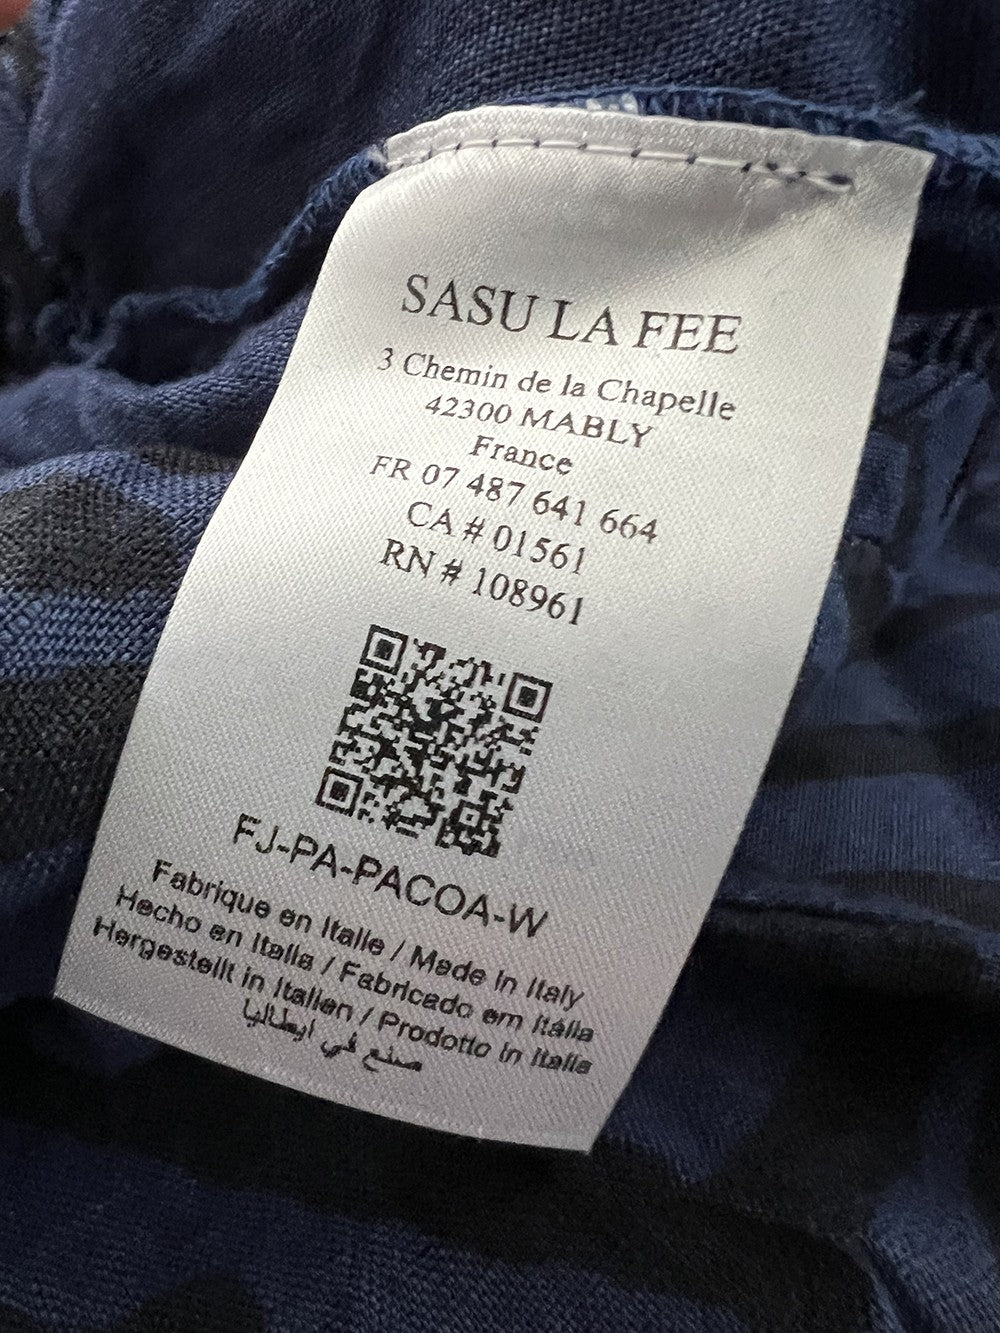 SASU LA FEE
3 Chemin de la Chapelle
42300 MABLY
France
FR 07 487 641 664
CA # 01561
RN # 108961
FJ-PA-PACOA-W
Fabrique en Italie / Made in Italy
Hecho en Italia / Fabricado em Itália
Hergestellt in Italien / Prodotto in Italia
صنع في ايطاليا